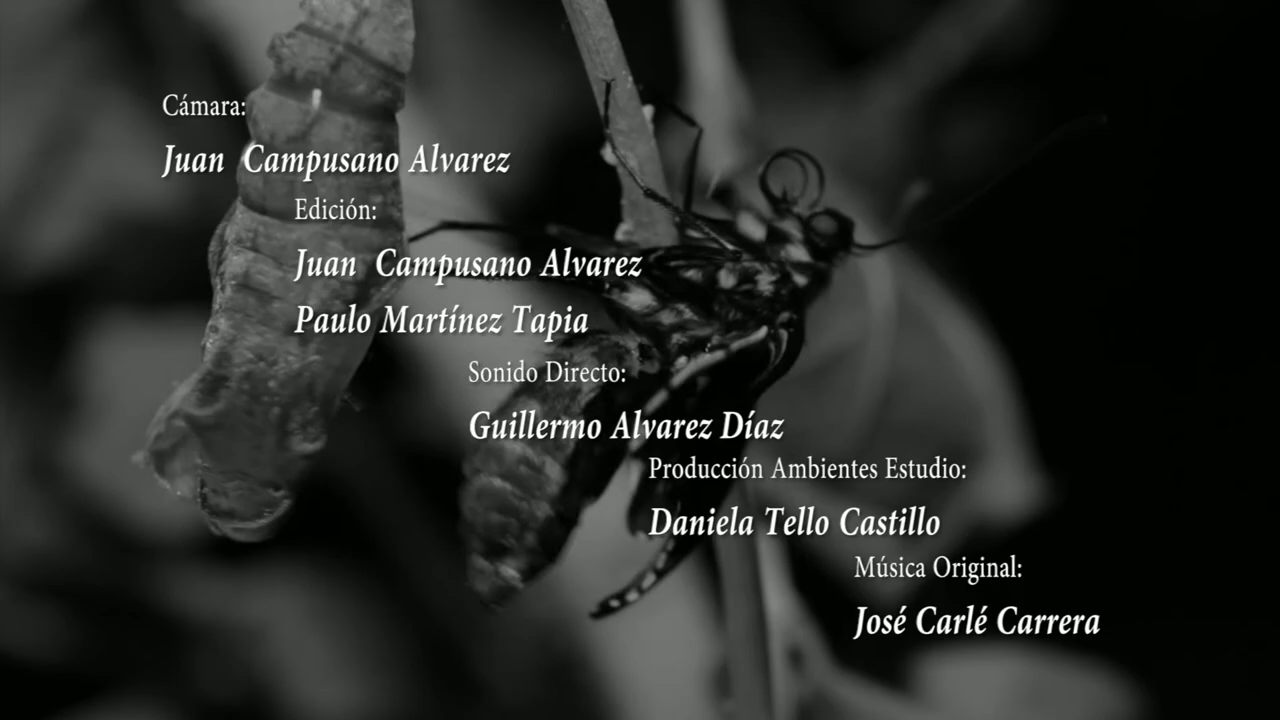 Cámara:
Juan Campusano Alvarez
Edición:
Juan Campusano Alvarez
Paulo Martínez Tapia
Sonido Directo:
Guillermo Alvarez Díaz
Producción Ambientes Estudio:
Daniela Tello Castillo
Música Original:
José Carlé Carrera